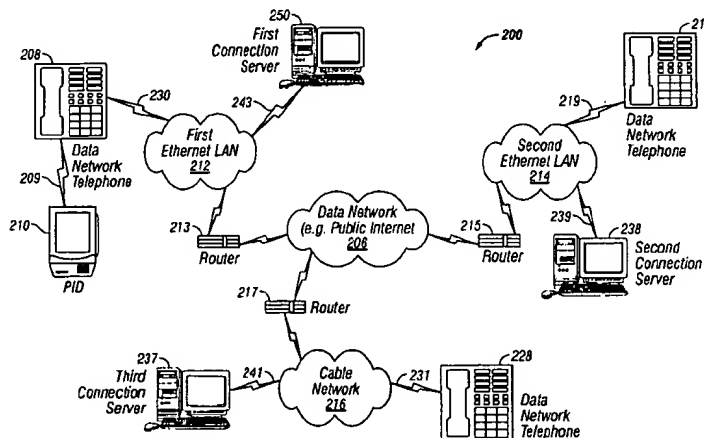 250
First
Connection
Server
200
21
208
230
243
219
Data
Network
Telephone
First
Ethernet LAN
212
Second
Ethernet LAN
214
Data
Network
Telephone
209
210
PID
213
Router
Data Network
(e.g. Public Internet
206
215
Router
239
238
Second
Connection
Server
217
Router
237
Third
Connection
Server
241
Cable
Network
216
231
228
Data
Network
Telephone